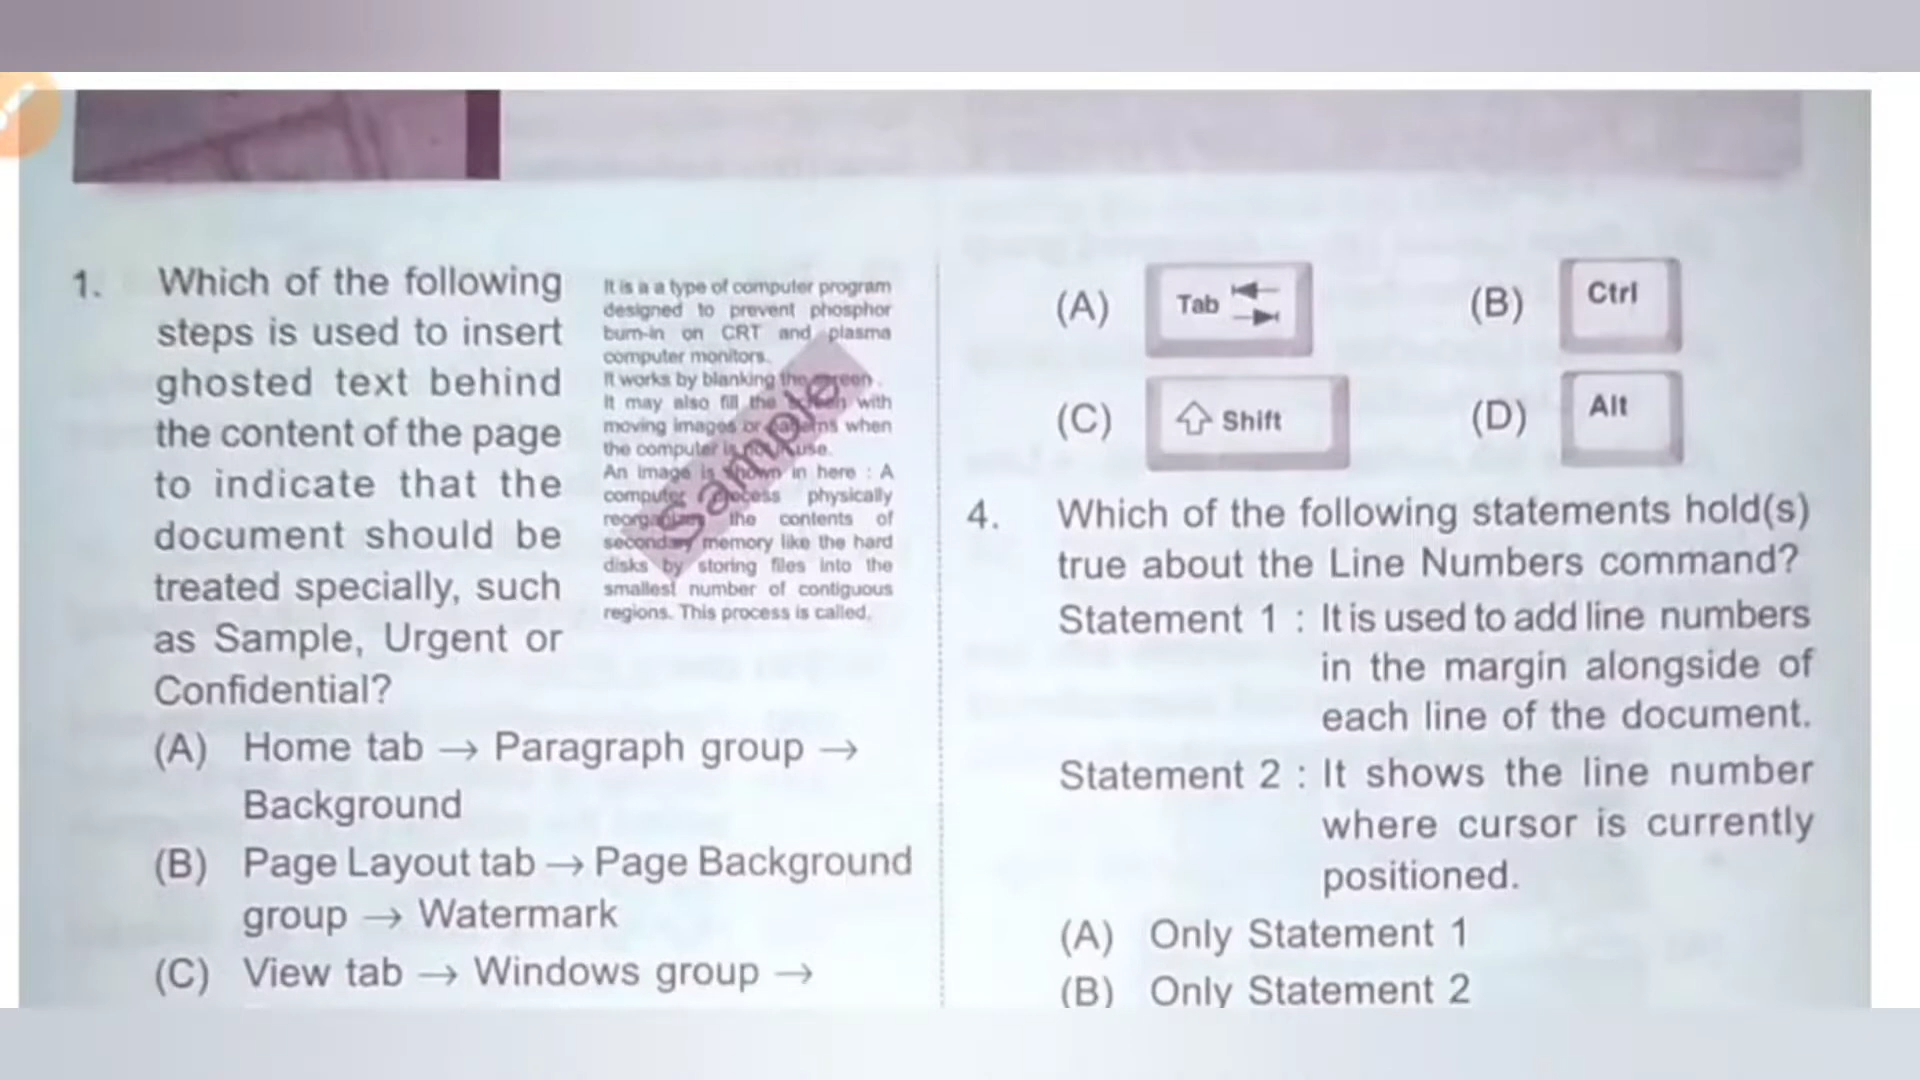 1. Which of the following
steps is used to insert
ghosted text behind
the content of the page
to indicate that the
document should be
treated specially, such
as Sample, Urgent or
Confidential?
It is a a type of computer program
designed to prevent phosphor
burn-in on CRT and plasma
computer monitors.
It works by blanking the screen.
It may also fill the screen with
moving images or patterns when
the computer is not in use.
An image is shown in here : A
computer process physically
reorganizes the contents of
secondary memory like the hard
disks by storing files into the
smallest number of contiguous
regions. This process is called,
Sample
(A) Home tab → Paragraph group →
Background
(B) Page Layout tab → Page Background
group → Watermark
(C) View tab → Windows group →
(A) Tab
(B) Ctrl
(C) Shift
(D) Alt
4. Which of the following statements hold(s)
true about the Line Numbers command?
Statement 1 : It is used to add line numbers
in the margin alongside of
each line of the document.
Statement 2 : It shows the line number
where cursor is currently
positioned.
(A) Only Statement 1
(B) Only Statement 2